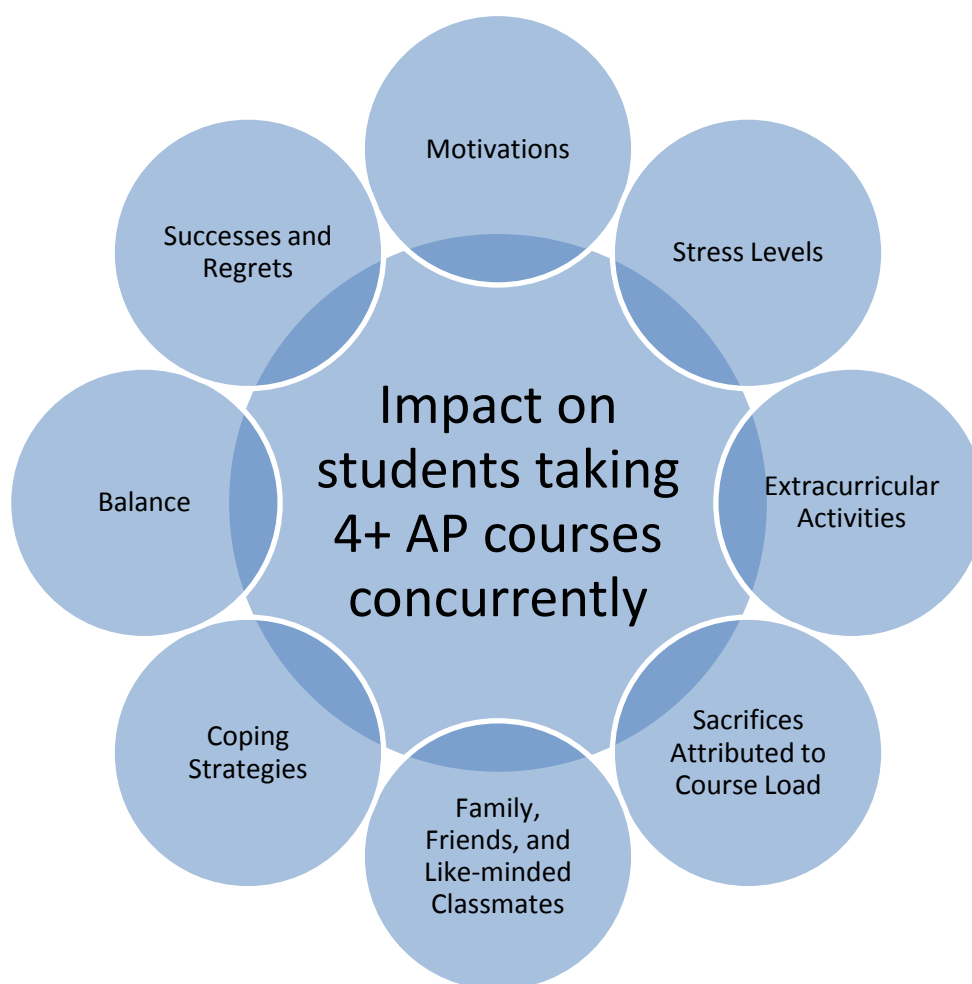 Motivations
Stress Levels
Extracurricular
Activities
Sacrifices
Attributed to
Course Load
Family,
Friends, and
Like-minded
Classmates
Coping
Strategies
Balance
Successes and
Regrets
Impact on
students taking
4+ AP courses
concurrently